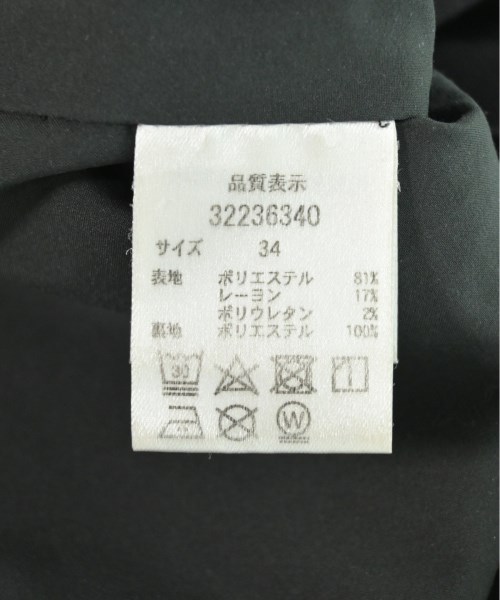 品質表示
32236340
サイズ 34
表地 ポリエステル 81%
レーヨン 17%
ポリウレタン 2%
裏地 ポリエステル 100%
30
W